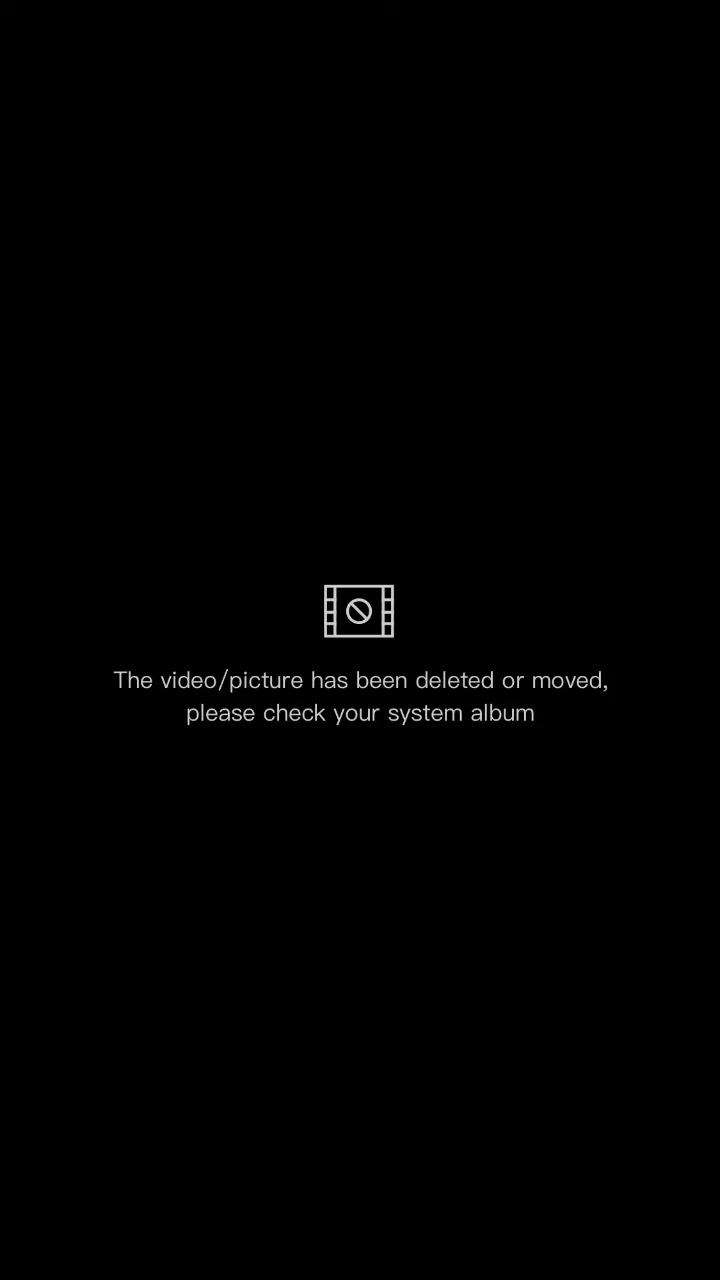 The video/picture has been deleted or moved,
please check your system album